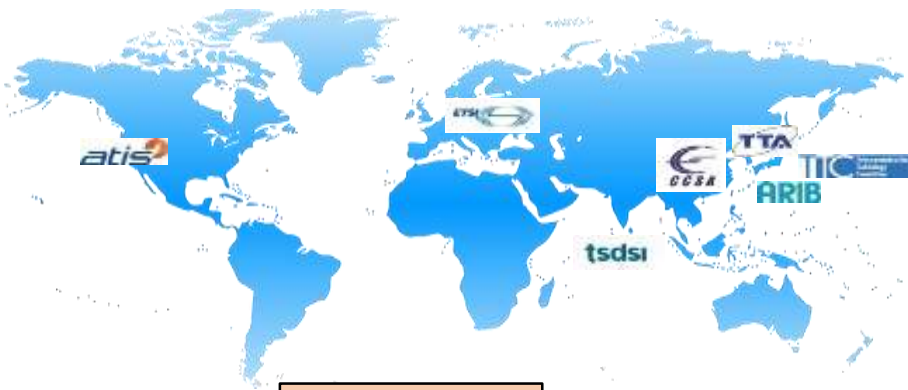 ETSI
atis
TTA
CCSA
TTC
ARIB
tsdsi